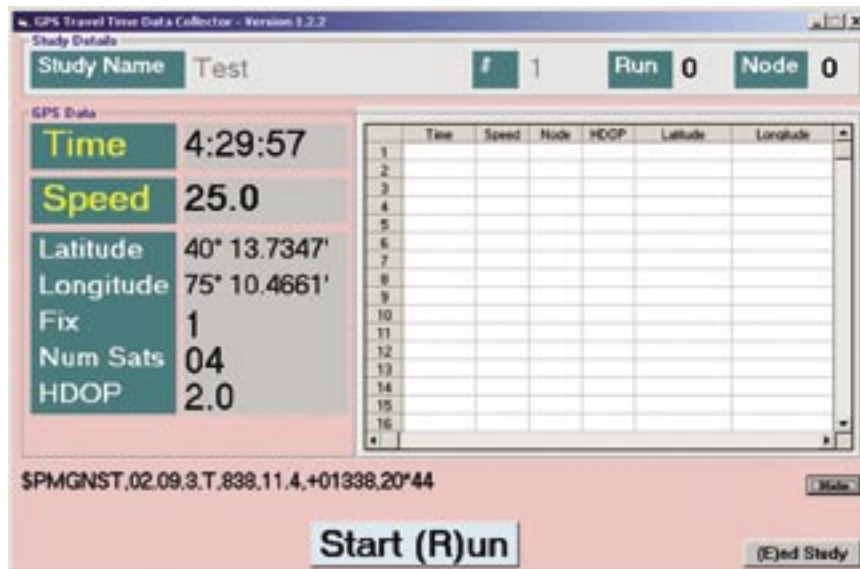 GPS Travel Time Data Collector - Version 1.2.2
Study Details
Study Name Test # 1 Run 0 Node 0
GPS Data
Time 4:29:57
Speed 25.0
Latitude 40° 13.7347'
Longitude 75° 10.4661'
Fix 1
Num Sats 04
HDOP 2.0
Time Speed Node HDOP Latitude Longitude
1
2
3
4
5
6
7
8
9
10
11
12
13
14
15
16
$PMGNST,02.09,3,T,838,11.4,+01338,20*44
Hide
Start (R)un
(E)nd Study